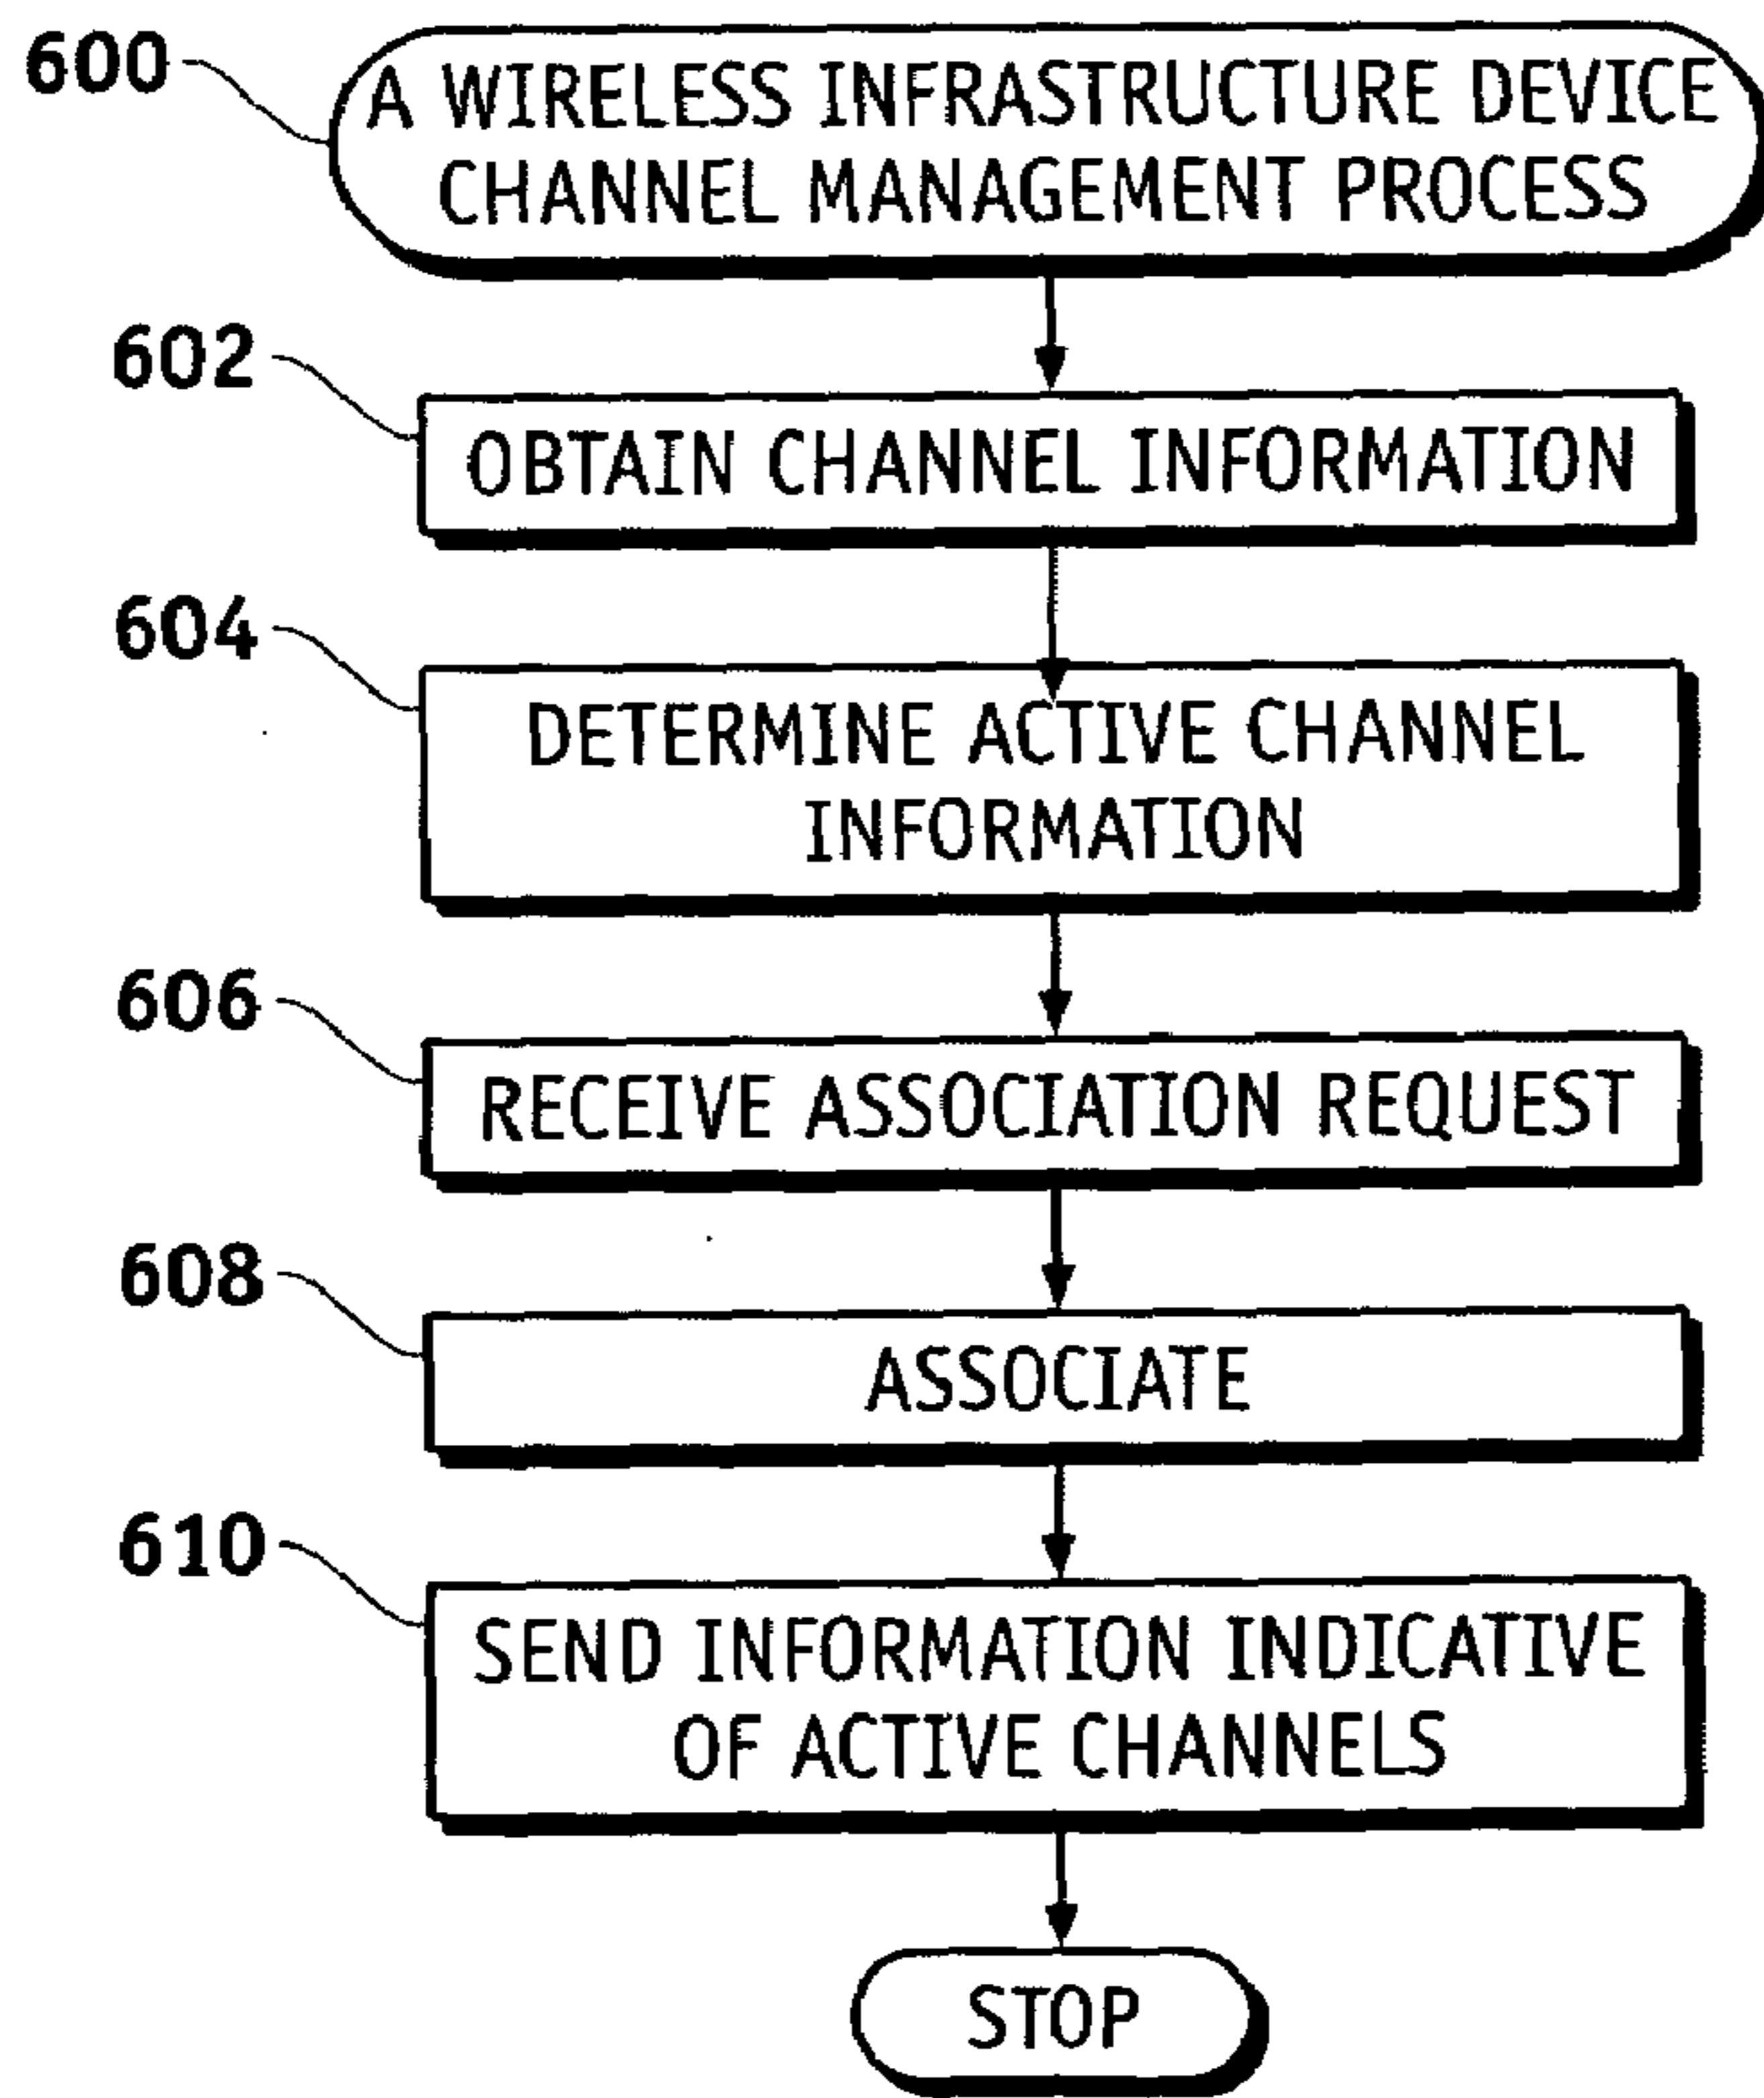 600
A WIRELESS INFRASTRUCTURE DEVICE
CHANNEL MANAGEMENT PROCESS
602
OBTAIN CHANNEL INFORMATION
604
DETERMINE ACTIVE CHANNEL
INFORMATION
606
RECEIVE ASSOCIATION REQUEST
608
ASSOCIATE
610
SEND INFORMATION INDICATIVE
OF ACTIVE CHANNELS
STOP